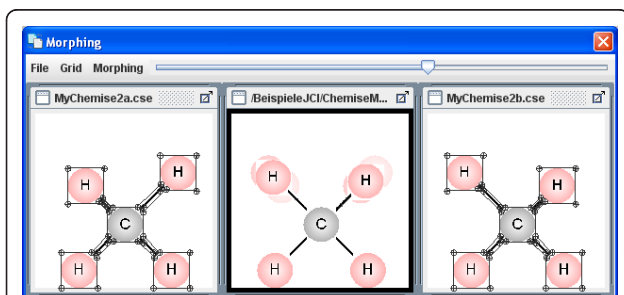 Morphing
File Grid Morphing
MyChemise2a.cse
/BeispieleJCI/ChemiseM...
MyChemise2b.cse
H H
C
H H
H H
C
H H
H H
C
H H